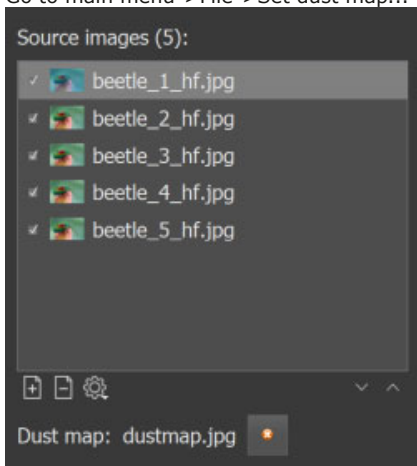 Go to main menu > File > Set dust map...
Source images (5):
beetle_1_hf.jpg
beetle_2_hf.jpg
beetle_3_hf.jpg
beetle_4_hf.jpg
beetle_5_hf.jpg
Dust map: dustmap.jpg